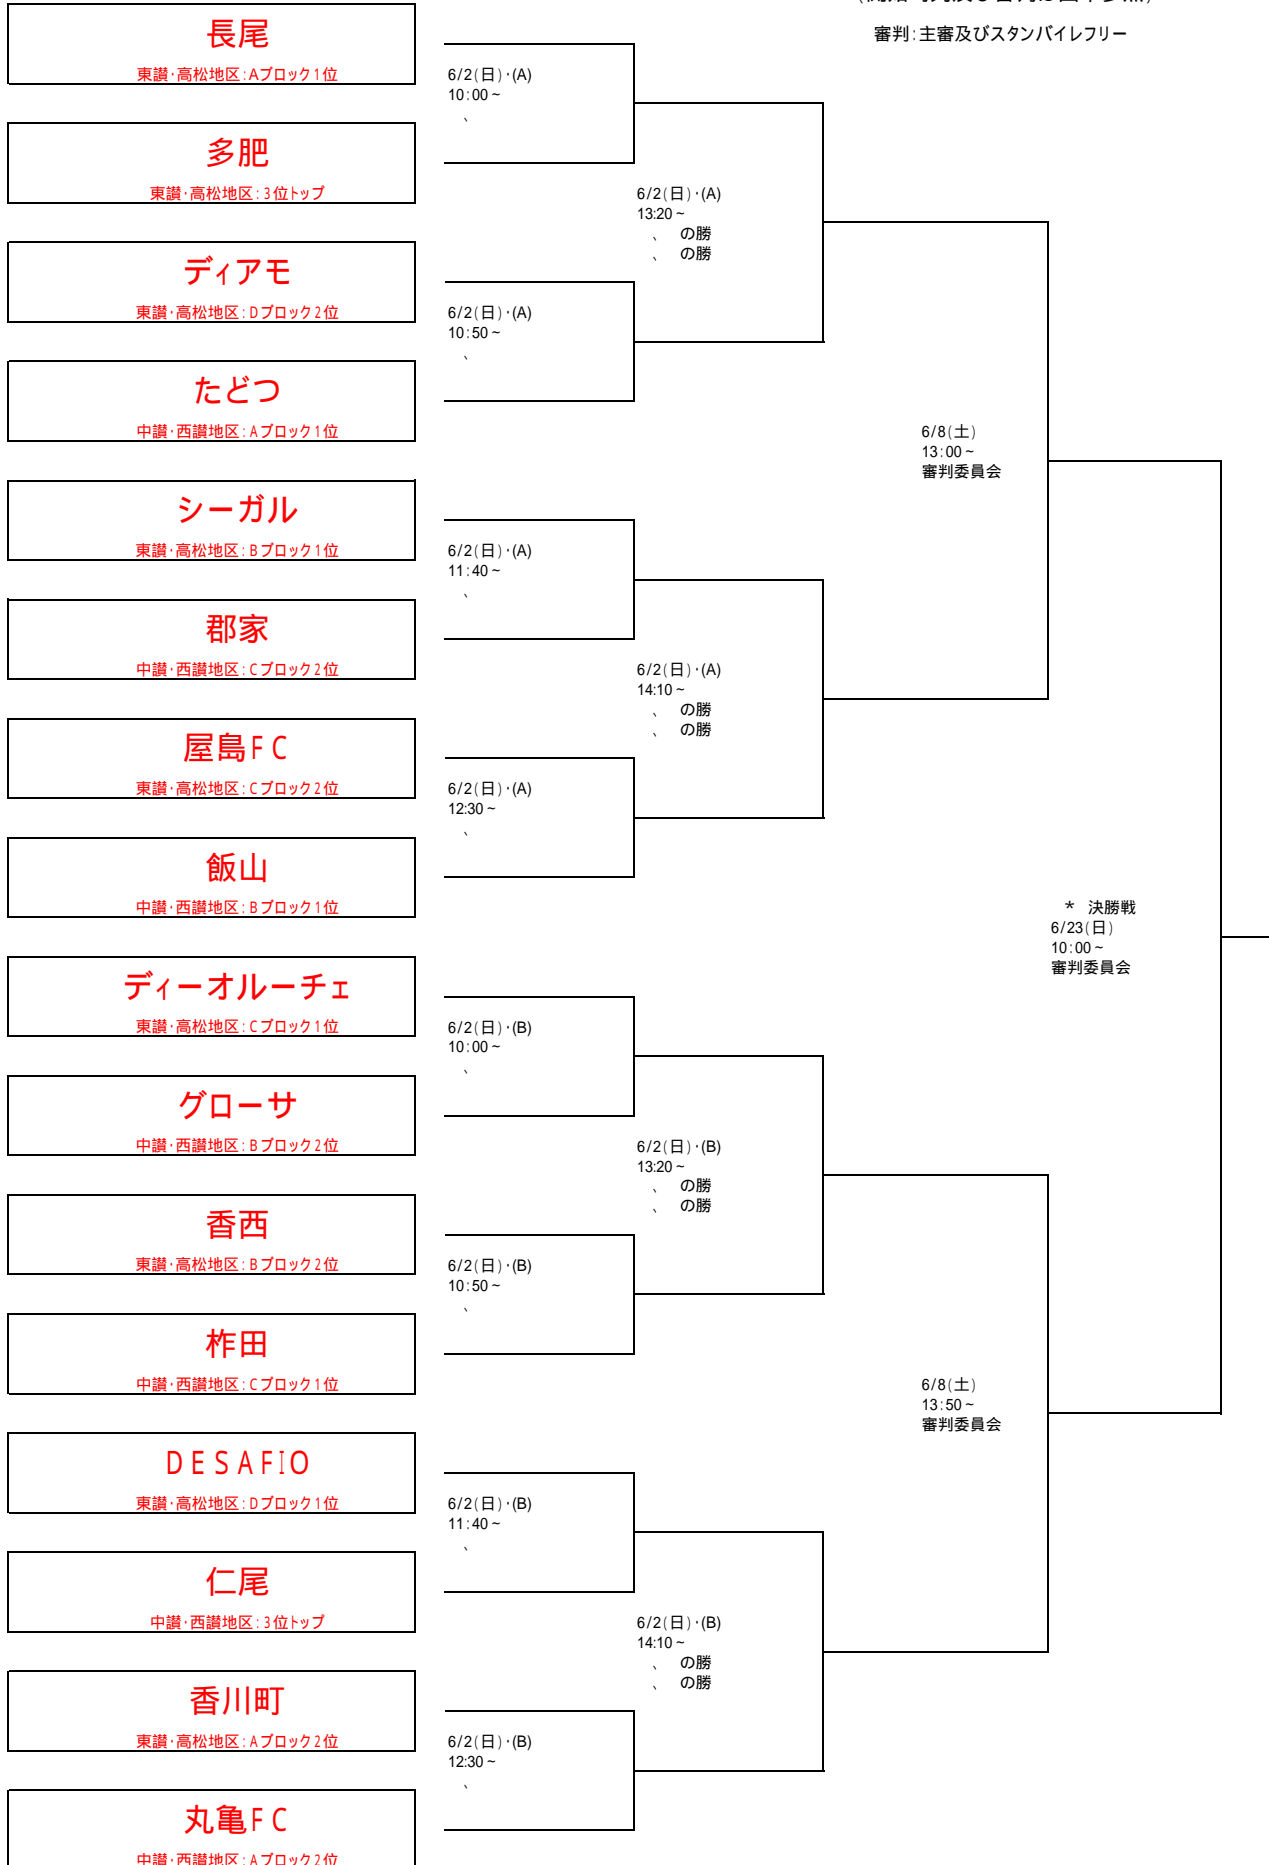 審判：主審及びスタンバイレフリー
長尾
東讃・高松地区：Aブロック1位
6/2(日)・(A)
10:00～
、
多肥
東讃・高松地区：3位トップ
6/2(日)・(A)
13:20～
、　の勝
、　の勝
ディアモ
東讃・高松地区：Dブロック2位
6/2(日)・(A)
10:50～
、
たどつ
中讃・西讃地区：Aブロック1位
6/8(土)
13:00～
審判委員会
シーガル
東讃・高松地区：Bブロック1位
6/2(日)・(A)
11:40～
、
郡家
中讃・西讃地区：Cブロック2位
6/2(日)・(A)
14:10～
、　の勝
、　の勝
屋島FC
東讃・高松地区：Cブロック2位
6/2(日)・(A)
12:30～
、
飯山
中讃・西讃地区：Bブロック1位
* 決勝戦
6/23(日)
10:00～
審判委員会
ディーオルーチェ
東讃・高松地区：Cブロック1位
6/2(日)・(B)
10:00～
、
グローサ
中讃・西讃地区：Bブロック2位
6/2(日)・(B)
13:20～
、　の勝
、　の勝
香西
東讃・高松地区：Bブロック2位
6/2(日)・(B)
10:50～
、
柞田
中讃・西讃地区：Cブロック1位
6/8(土)
13:50～
審判委員会
DESAFIO
東讃・高松地区：Dブロック1位
6/2(日)・(B)
11:40～
、
仁尾
中讃・西讃地区：3位トップ
6/2(日)・(B)
14:10～
、　の勝
、　の勝
香川町
東讃・高松地区：Aブロック2位
6/2(日)・(B)
12:30～
、
丸亀FC
中讃・西讃地区：Aブロック2位